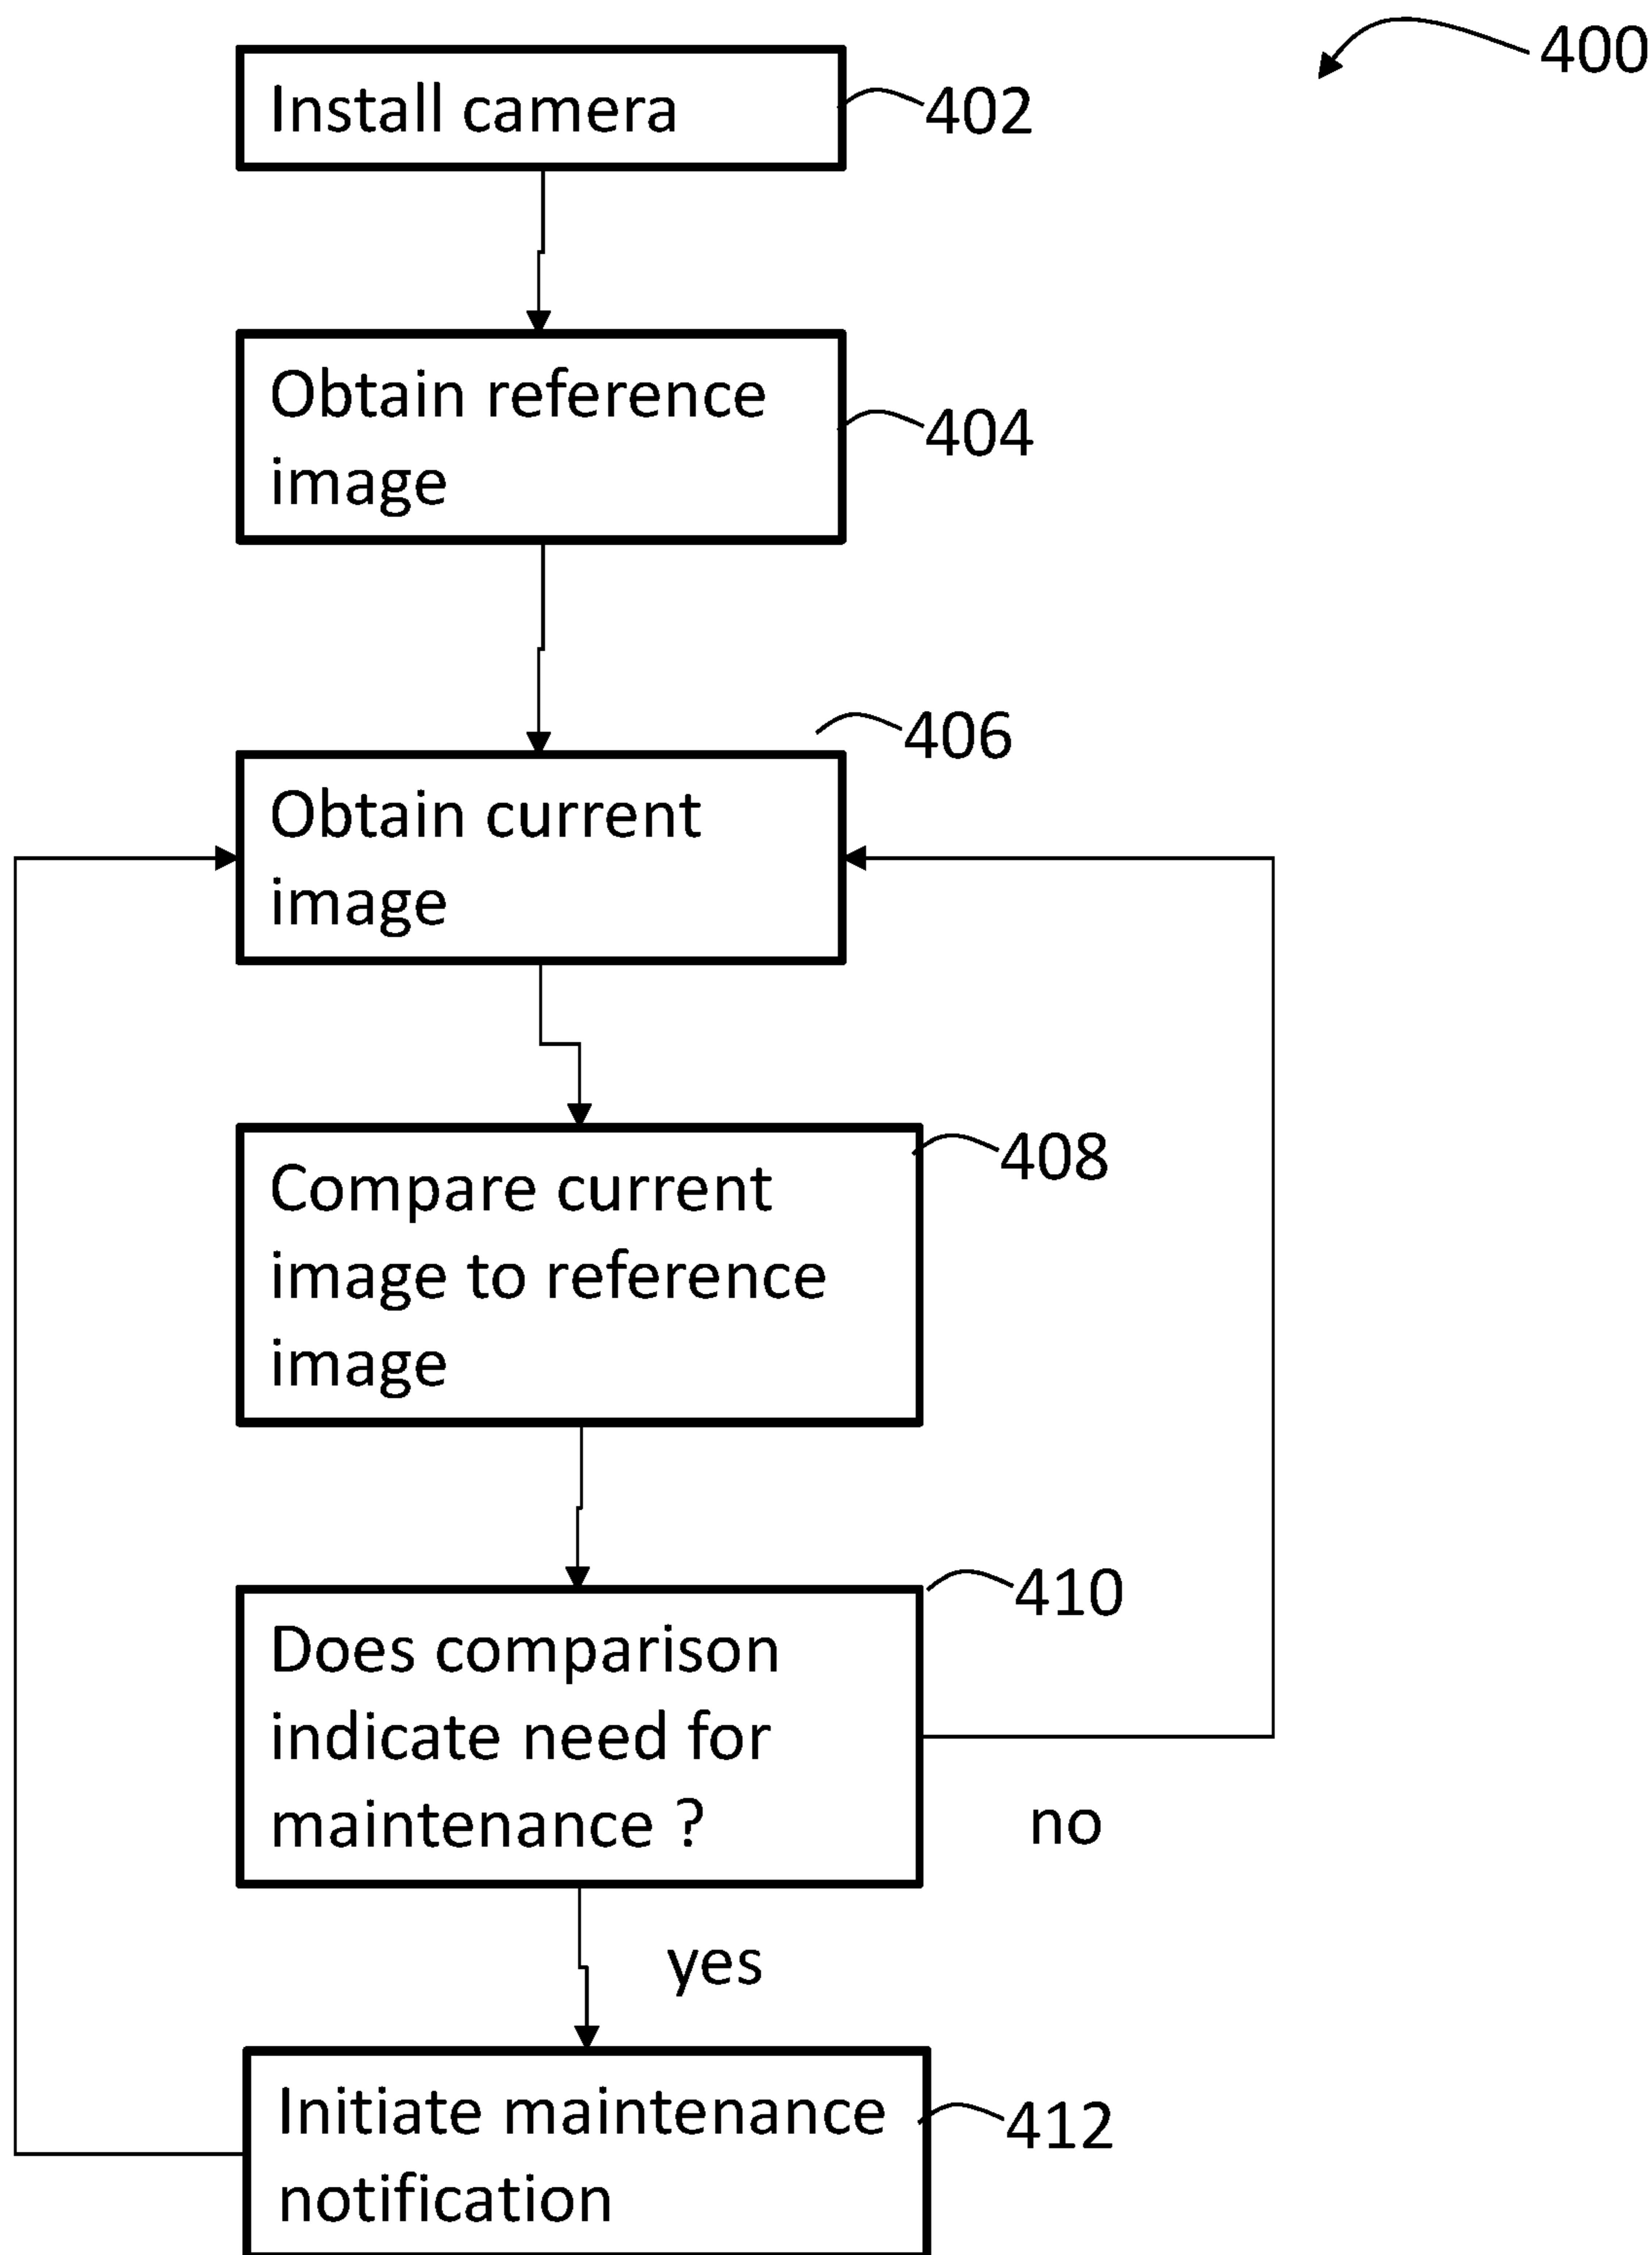 400
Install camera
402
Obtain reference
image
404
406
Obtain current
image
408
Compare current
image to reference
image
410
Does comparison
indicate need for
maintenance ?
no
yes
Initiate maintenance
notification
412